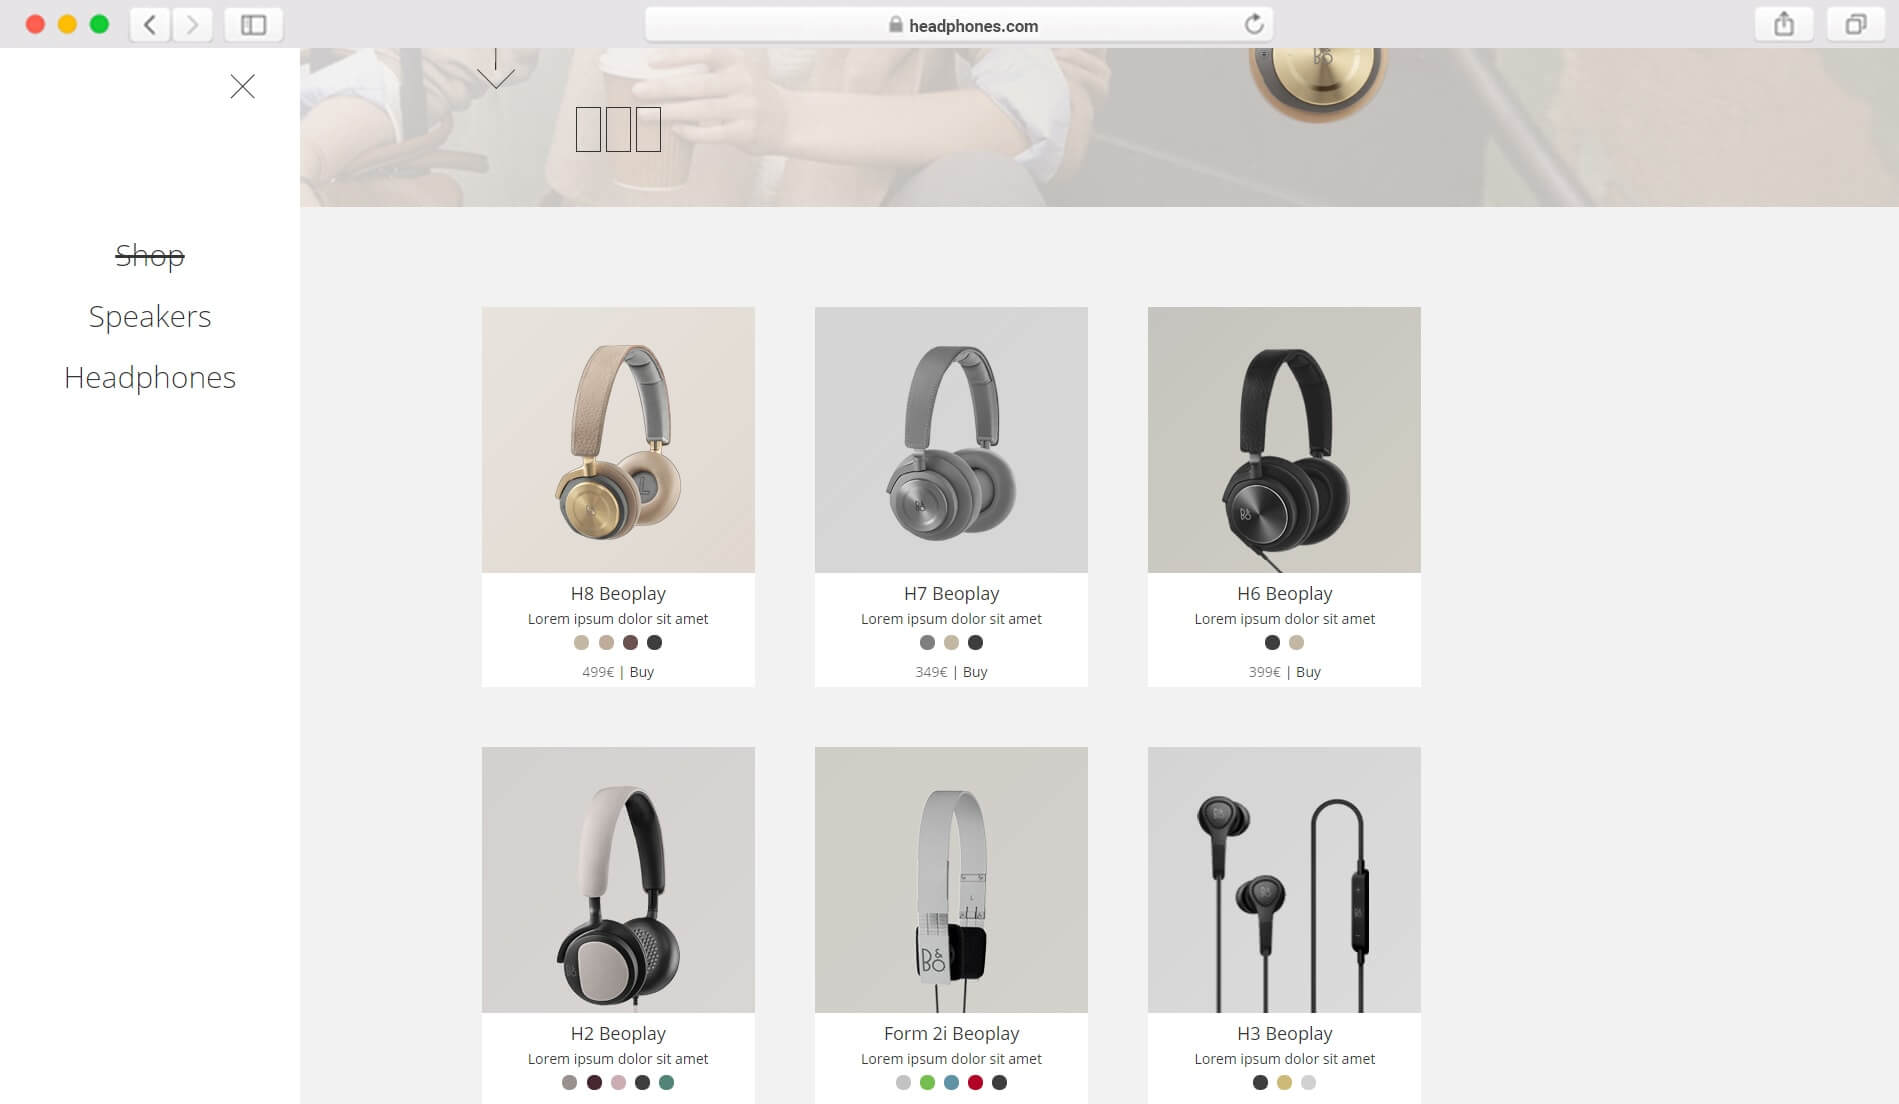 headphones.com
B&O
Shop
Speakers
Headphones
L
B&O
B&O
B&O
H8 Beoplay
H7 Beoplay
H6 Beoplay
Lorem ipsum dolor sit amet
Lorem ipsum dolor sit amet
Lorem ipsum dolor sit amet
499€ | Buy
349€ | Buy
399€ | Buy
B&O
B&O
L
B&O
B&O
H2 Beoplay
Form 2i Beoplay
H3 Beoplay
Lorem ipsum dolor sit amet
Lorem ipsum dolor sit amet
Lorem ipsum dolor sit amet